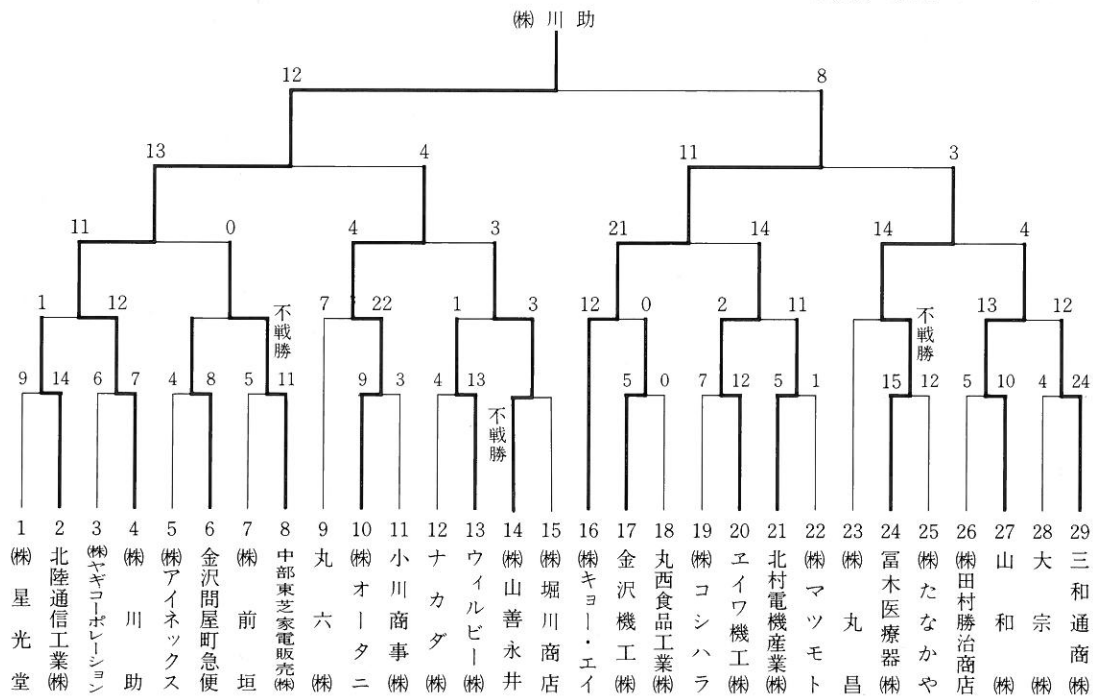 ㈱川助
12 8
13 4 11 3
11 0 4 3 21 14 14 4
1 12 不戦勝 7 22 1 3 12 0 2 11 不戦勝 13 12
9 14 6 7 4 8 5 11 9 3 4 13 不戦勝 5 0 7 12 5 1 15 12 5 10 4 24
1 ㈱星光堂
2 北陸通信工業㈱
3 ㈱ヤギコーポレーション
4 ㈱川助
5 ㈱アイネックス
6 金沢問屋町急便
7 ㈱前垣
8 中部東芝家電販売㈱
9 丸六㈱
10 ㈱オータニ
11 小川商事㈱
12 ナカダ㈱
13 ウィルビー㈱
14 ㈱山善永井
15 ㈱堀川商店
16 ㈱キョー・エイ
17 金沢機工㈱
18 丸西食品工業㈱
19 ㈱コシハラ
20 エイワ機工㈱
21 北村電機産業㈱
22 ㈱マツモト
23 ㈱丸昌
24 冨木医療器㈱
25 ㈱たなかや
26 ㈱田村勝治商店
27 山和㈱
28 大宗㈱
29 三和通商㈱